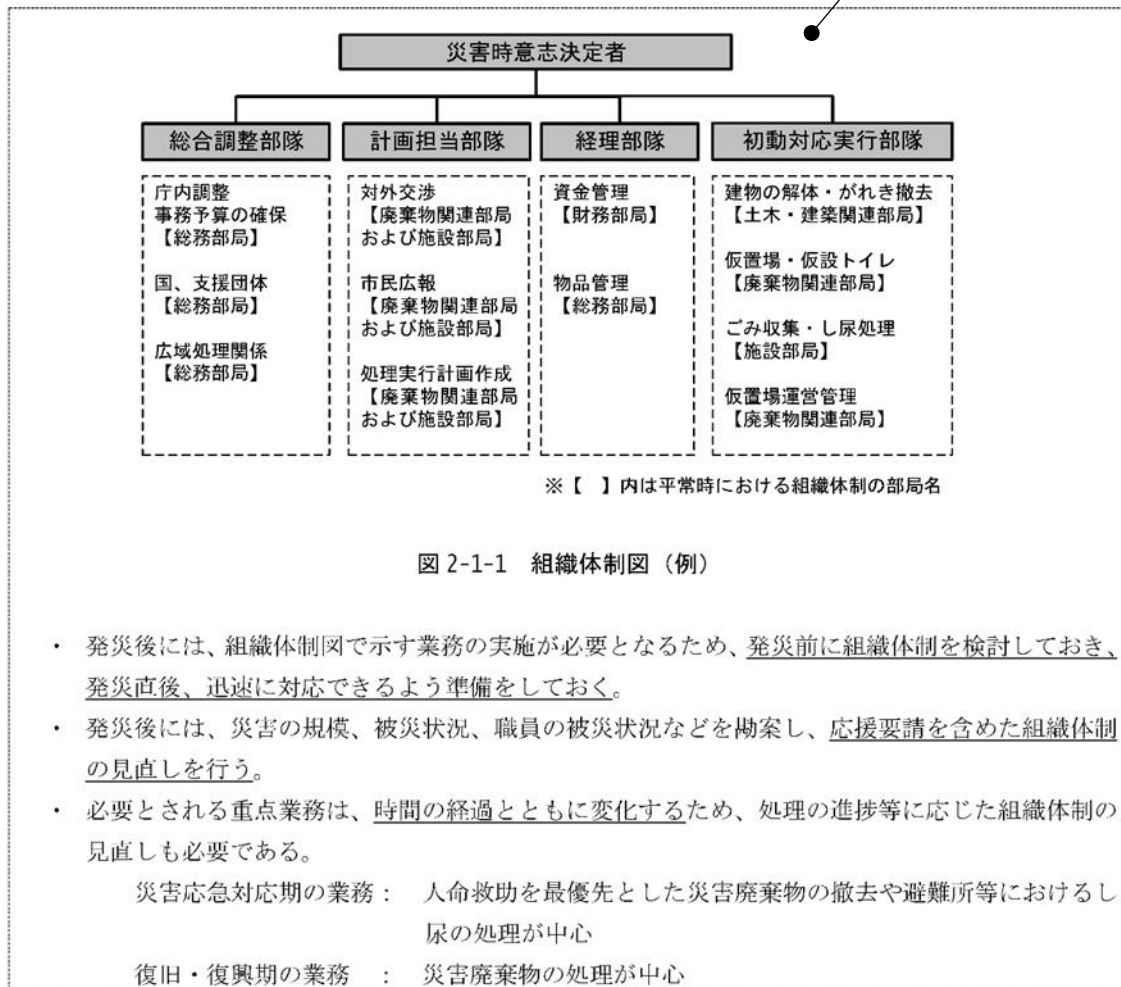 災害時意志決定者
総合調整部隊
庁内調整
事務予算の確保
【総務部局】
国、支援団体
【総務部局】
広域処理関係
【総務部局】
計画担当部隊
対外交渉
【廃棄物関連部局
および施設部局】
市民広報
【廃棄物関連部局
および施設部局】
処理実行計画作成
【廃棄物関連部局
および施設部局】
経理部隊
資金管理
【財務部局】
物品管理
【総務部局】
初動対応実行部隊
建物の解体・がれき撤去
【土木・建築関連部局】
仮置場・仮設トイレ
【廃棄物関連部局】
ごみ収集・し尿処理
【施設部局】
仮置場運営管理
【廃棄物関連部局】
※【 】内は平常時における組織体制の部局名
図 2-1-1 組織体制図（例）
・ 発災後には、組織体制図で示す業務の実施が必要となるため、発災前に組織体制を検討しておき、
発災直後、迅速に対応できるよう準備をしておく。
・ 発災後には、災害の規模、被災状況、職員の被災状況などを勘案し、応援要請を含めた組織体制
の見直しを行う。
・ 必要とされる重点業務は、時間の経過とともに変化するため、処理の進捗等に応じた組織体制の
見直しも必要である。
災害応急対応期の業務： 人命救助を最優先とした災害廃棄物の撤去や避難所等におけるし
尿の処理が中心
復旧・復興期の業務 ： 災害廃棄物の処理が中心